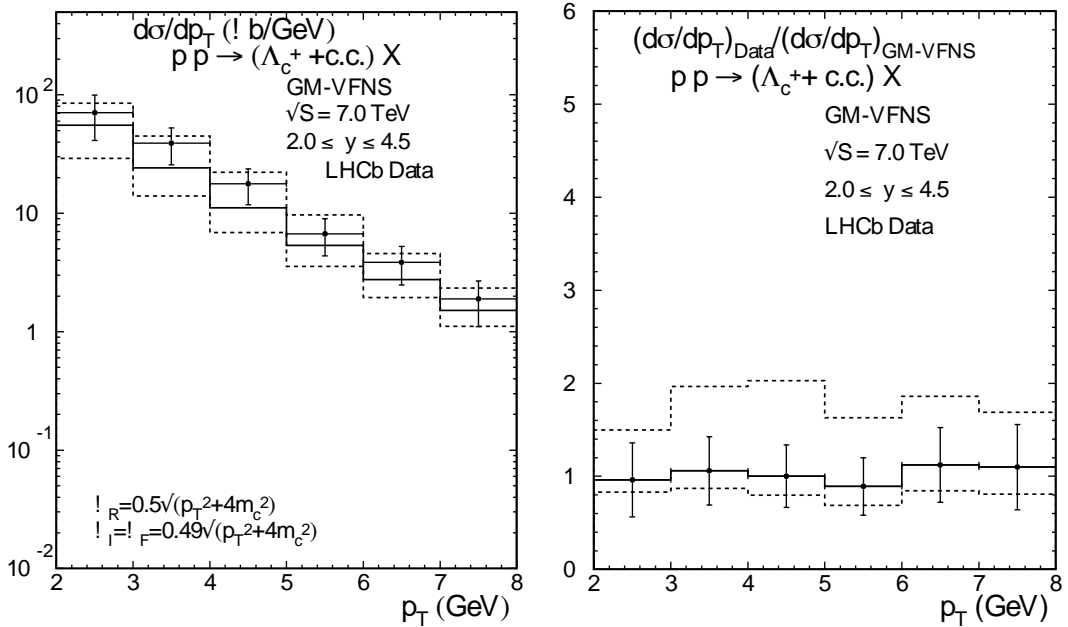 dσ/dp_T (! b/GeV)
p p → (Λ_c^+ +c.c.) X
GM-VFNS
√S = 7.0 TeV
2.0 ≤ y ≤ 4.5
LHCb Data
10^2
10
1
10^-1
10^-2
!_R=0.5√(p_T^2+4m_c^2)
!_I=!_F=0.49√(p_T^2+4m_c^2)
2 3 4 5 6 7 8
p_T (GeV)
(dσ/dp_T)_Data/(dσ/dp_T)_GM-VFNS
p p → (Λ_c^+ + c.c.) X
GM-VFNS
√S = 7.0 TeV
2.0 ≤ y ≤ 4.5
LHCb Data
6
5
4
3
2
1
0
2 3 4 5 6 7 8
p_T (GeV)